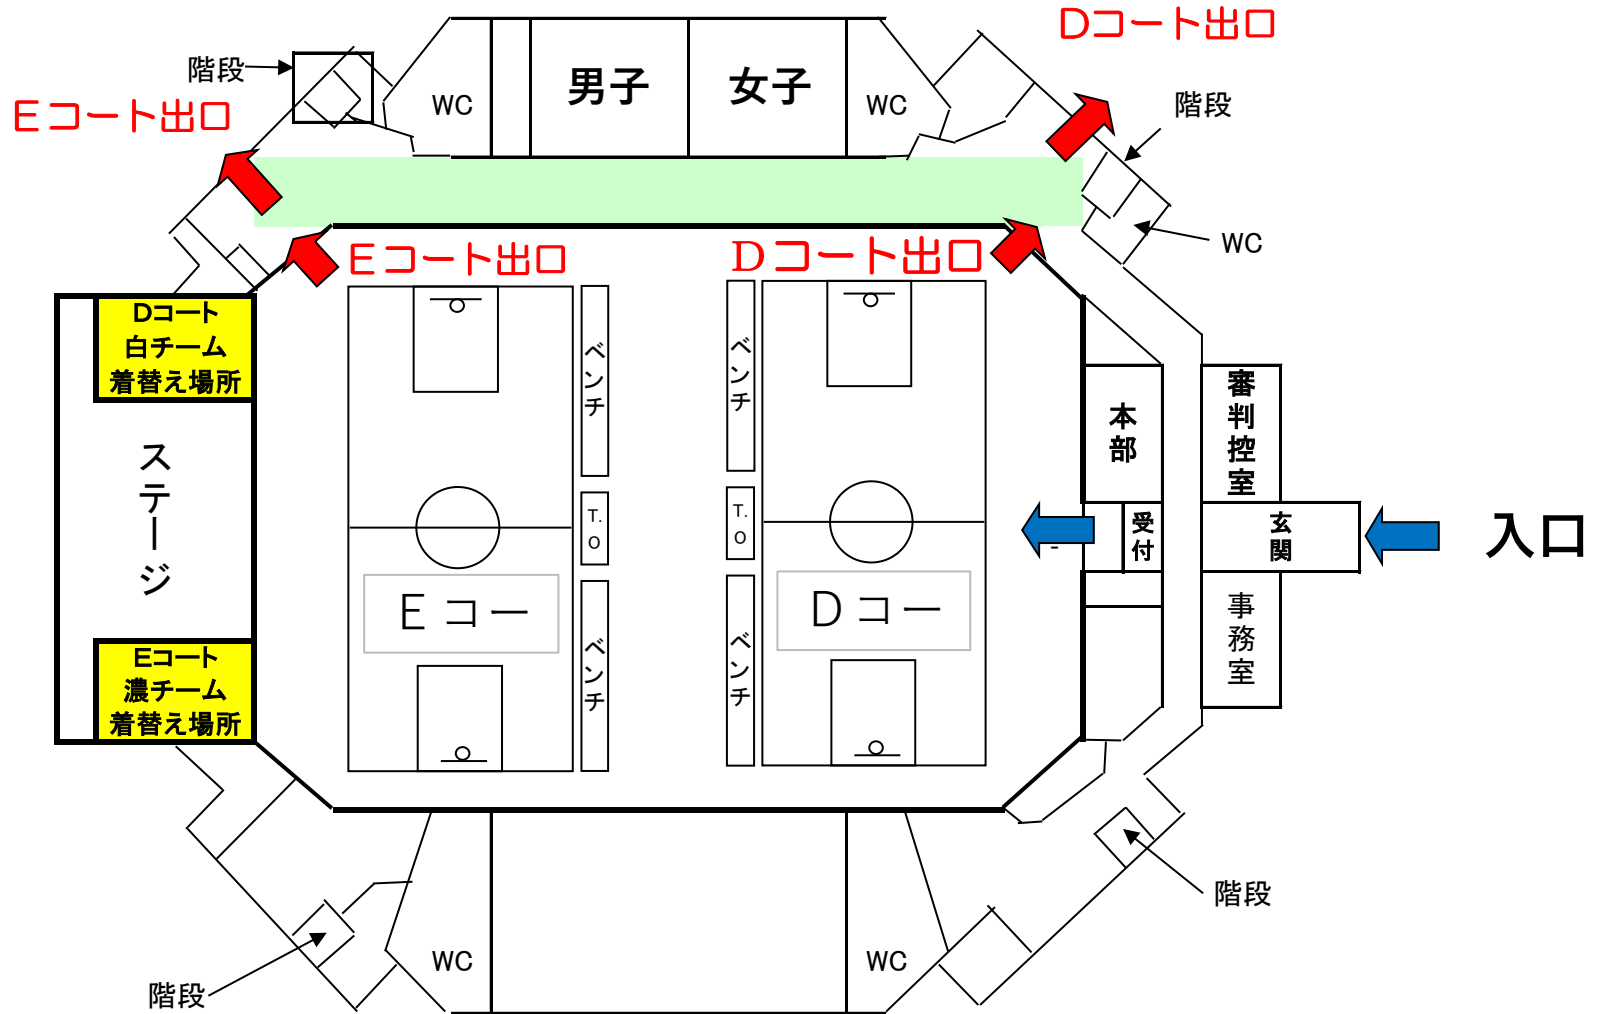 Ｄコート出口
階段
Ｅコート出口
WC
男子
女子
WC
階段
WC
Ｅコート出口
Ｄコート出口
Ｄコート
白チーム
着替え場所
ステージ
Ｅコート
濃チーム
着替え場所
ベンチ
T.O
ベンチ
Ｅコー
ベンチ
T.O
ベンチ
Ｄコー
本部
受付
審判控室
玄関
事務室
入口
階段
WC
WC
階段